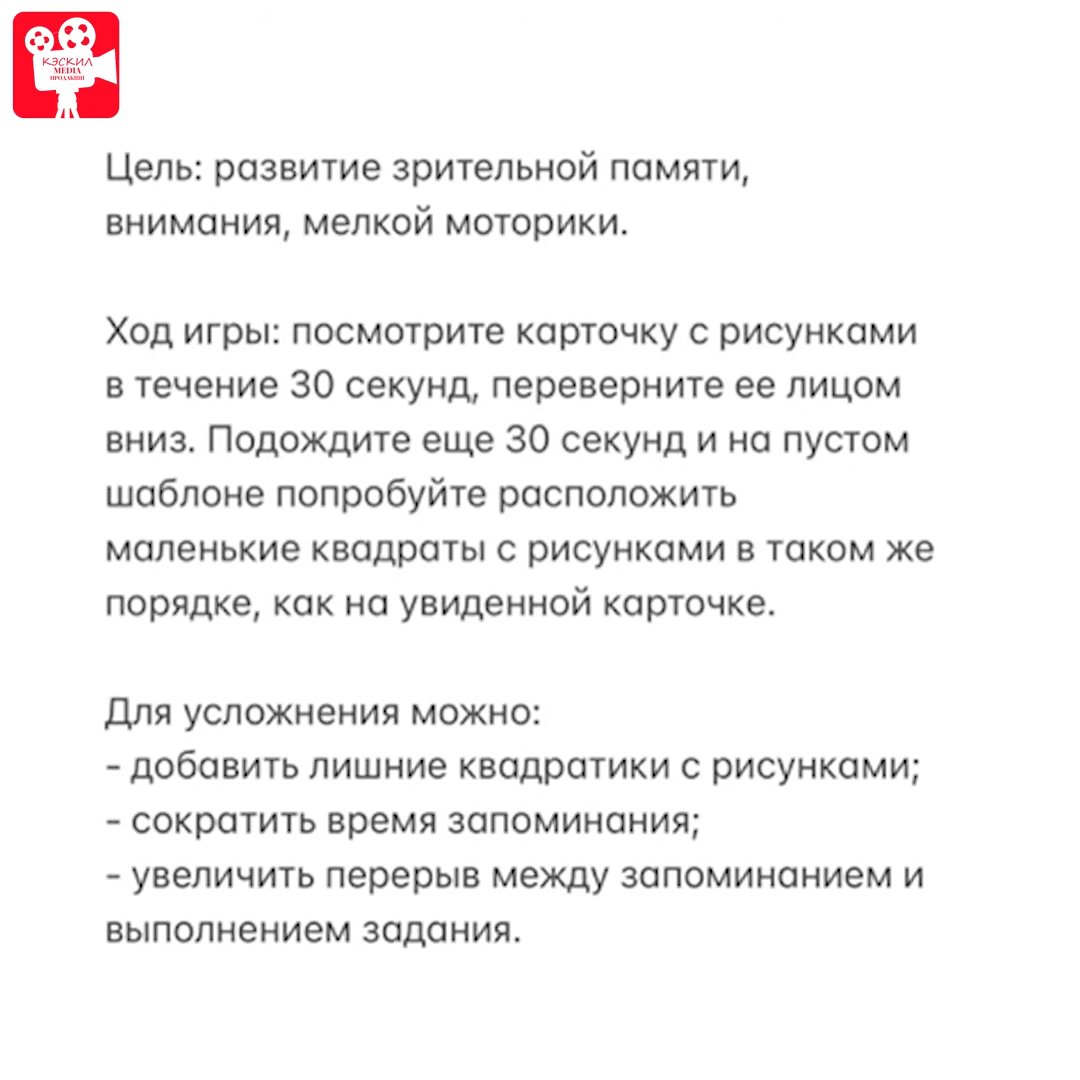 КЭСКИЛ
MEDIA
ПРОДАКШН
Цель: развитие зрительной памяти,
внимания, мелкой моторики.
Ход игры: посмотрите карточку с рисунками
в течение 30 секунд, переверните ее лицом
вниз. Подождите еще 30 секунд и на пустом
шаблоне попробуйте расположить
маленькие квадраты с рисунками в таком же
порядке, как на увиденной карточке.
Для усложнения можно:
- добавить лишние квадратики с рисунками;
- сократить время запоминания;
- увеличить перерыв между запоминанием и
выполнением задания.